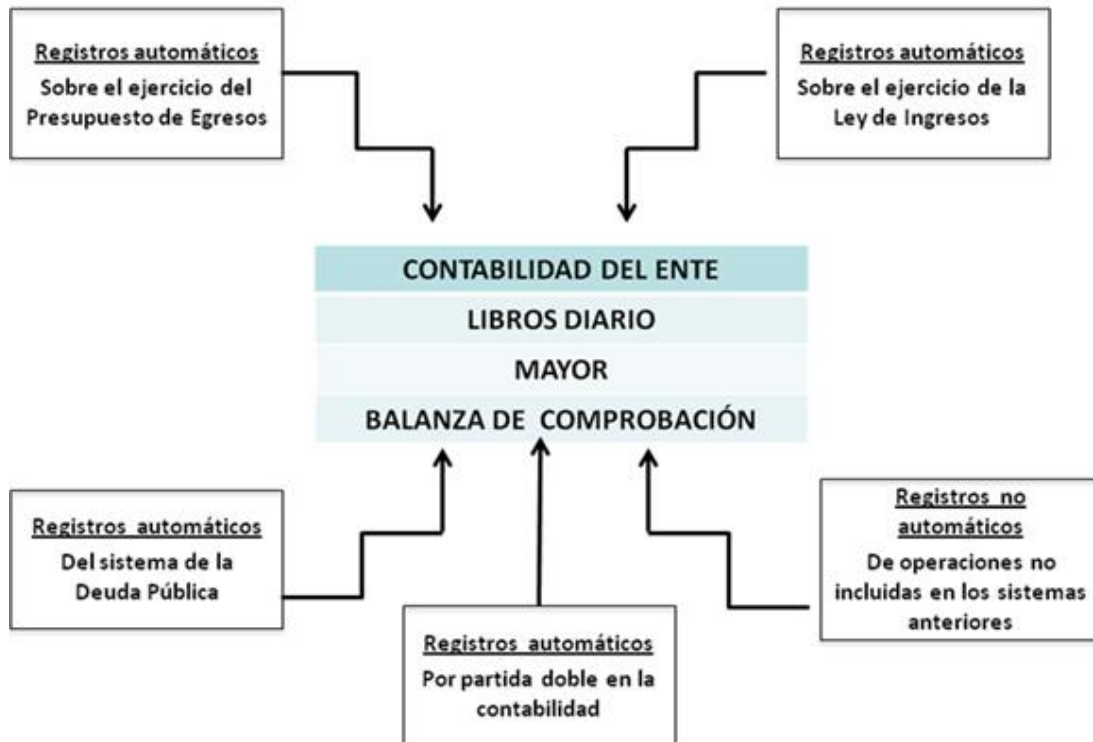 Registros automáticos
Sobre el ejercicio del
Presupuesto de Egresos
Registros automáticos
Sobre el ejercicio de la
Ley de Ingresos
CONTABILIDAD DEL ENTE
LIBROS DIARIO
MAYOR
BALANZA DE COMPROBACIÓN
Registros automáticos
Del sistema de la
Deuda Pública
Registros automáticos
Por partida doble en la
contabilidad
Registros no
automáticos
De operaciones no
incluidas en los sistemas
anteriores